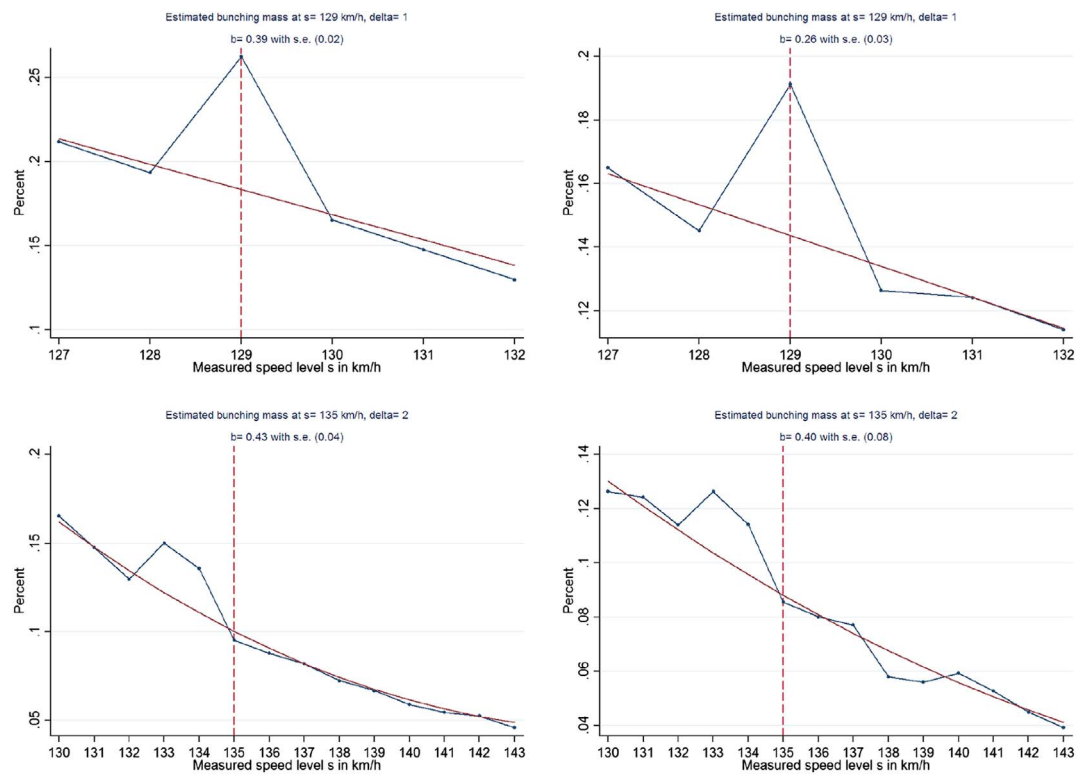 Estimated bunching mass at s= 129 km/h, delta= 1
b= 0.39 with s.e. (0.02)
Percent
.25
.2
.15
.1
127 128 129 130 131 132
Measured speed level s in km/h
Estimated bunching mass at s= 129 km/h, delta= 1
b= 0.26 with s.e. (0.03)
Percent
.2
.18
.16
.14
.12
127 128 129 130 131 132
Measured speed level s in km/h
Estimated bunching mass at s= 135 km/h, delta= 2
b= 0.43 with s.e. (0.04)
Percent
.2
.15
.1
.05
130 131 132 133 134 135 136 137 138 139 140 141 142 143
Measured speed level s in km/h
Estimated bunching mass at s= 135 km/h, delta= 2
b= 0.40 with s.e. (0.08)
Percent
.14
.12
.1
.08
.06
.04
130 131 132 133 134 135 136 137 138 139 140 141 142 143
Measured speed level s in km/h